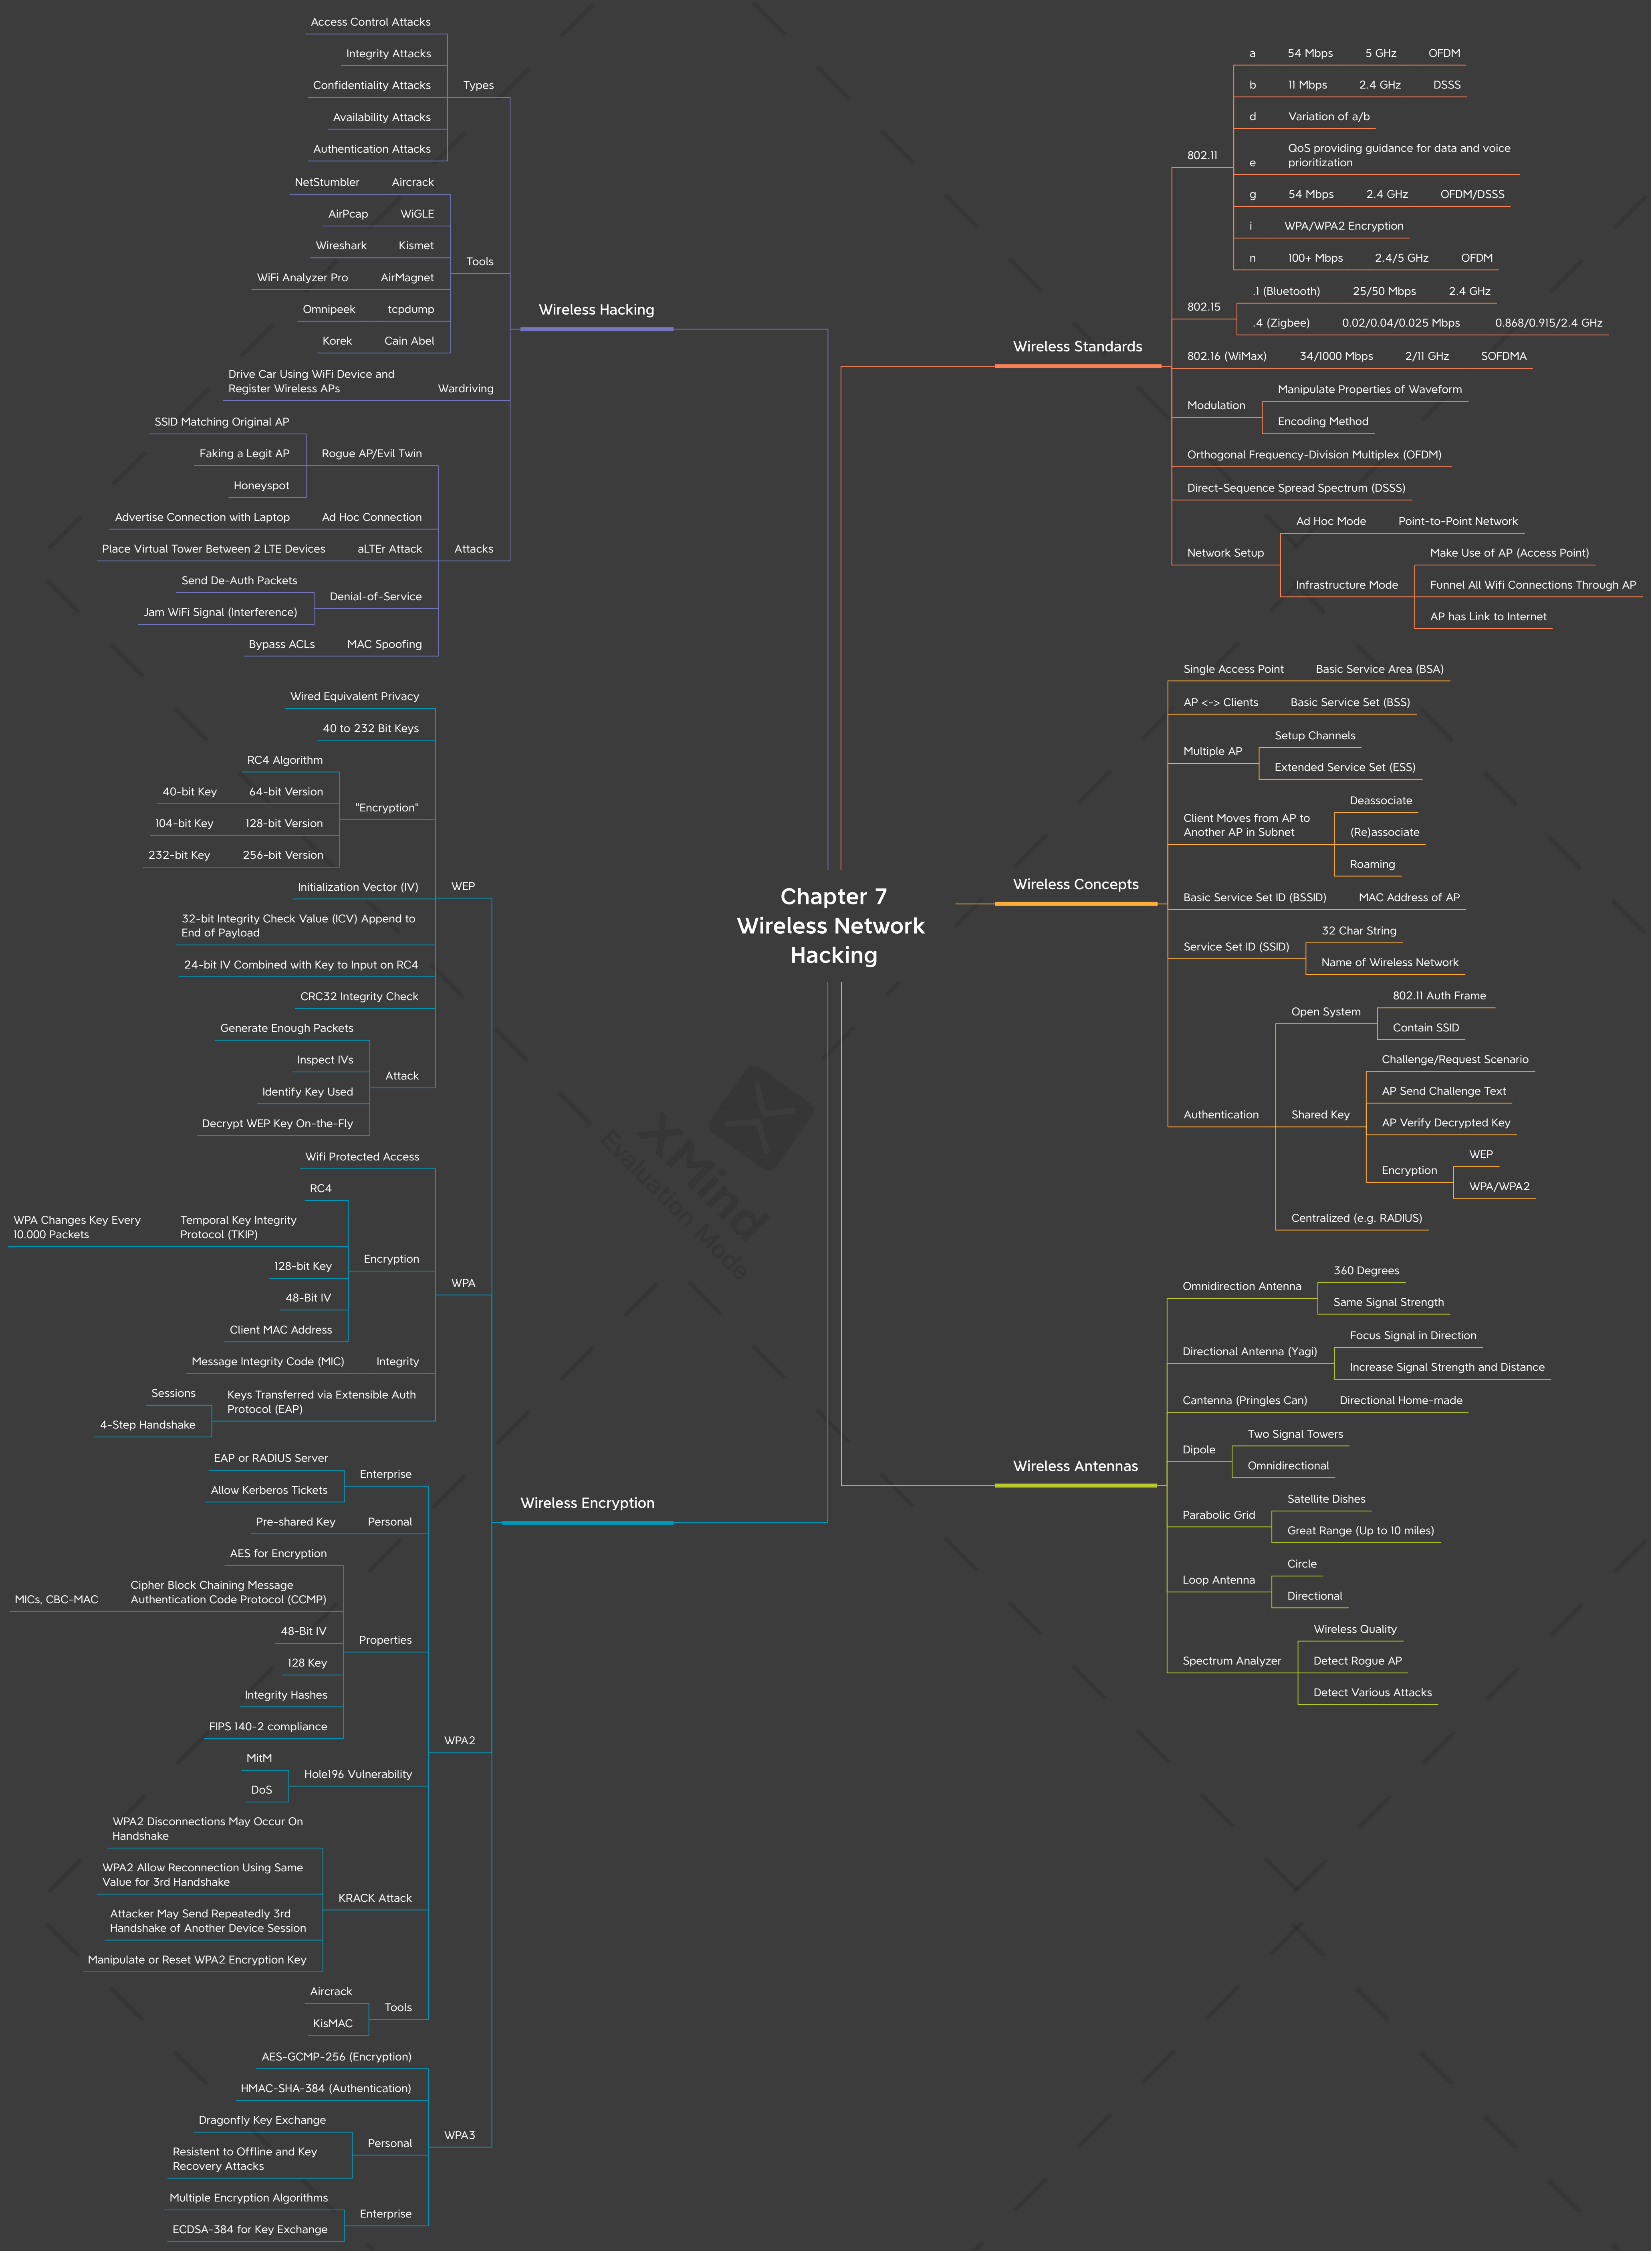 Chapter 7
Wireless Network
Hacking
Wireless Hacking
Types
Access Control Attacks
Integrity Attacks
Confidentiality Attacks
Availability Attacks
Authentication Attacks
Tools
NetStumbler Aircrack
AirPcap WiGLE
Wireshark Kismet
WiFi Analyzer Pro AirMagnet
Omnipeek tcpdump
Korek Cain Abel
Drive Car Using WiFi Device and
Register Wireless APs Wardriving
Attacks
Rogue AP/Evil Twin
SSID Matching Original AP
Faking a Legit AP
Honeyspot
Advertise Connection with Laptop Ad Hoc Connection
Place Virtual Tower Between 2 LTE Devices aLTEr Attack
Denial-of-Service
Send De-Auth Packets
Jam WiFi Signal (Interference)
Bypass ACLs MAC Spoofing
Wireless Encryption
WEP
Wired Equivalent Privacy
40 to 232 Bit Keys
"Encryption"
RC4 Algorithm
40-bit Key 64-bit Version
104-bit Key 128-bit Version
232-bit Key 256-bit Version
Initialization Vector (IV)
32-bit Integrity Check Value (ICV) Append to
End of Payload
24-bit IV Combined with Key to Input on RC4
CRC32 Integrity Check
Attack
Generate Enough Packets
Inspect IVs
Identify Key Used
Decrypt WEP Key On-the-Fly
WPA
Wifi Protected Access
Encryption
RC4
WPA Changes Key Every
10.000 Packets
Temporal Key Integrity
Protocol (TKIP)
128-bit Key
48-Bit IV
Client MAC Address
Message Integrity Code (MIC) Integrity
Keys Transferred via Extensible Auth
Protocol (EAP)
Sessions
4-Step Handshake
WPA2
Enterprise
EAP or RADIUS Server
Allow Kerberos Tickets
Pre-shared Key Personal
Properties
AES for Encryption
Cipher Block Chaining Message
Authentication Code Protocol (CCMP)
MICs, CBC-MAC
48-Bit IV
128 Key
Integrity Hashes
FIPS 140-2 compliance
Hole196 Vulnerability
MitM
DoS
KRACK Attack
WPA2 Disconnections May Occur On
Handshake
WPA2 Allow Reconnection Using Same
Value for 3rd Handshake
Attacker May Send Repeatedly 3rd
Handshake of Another Device Session
Manipulate or Reset WPA2 Encryption Key
Tools
Aircrack
KisMAC
WPA3
AES-GCMP-256 (Encryption)
HMAC-SHA-384 (Authentication)
Personal
Dragonfly Key Exchange
Resistent to Offline and Key
Recovery Attacks
Enterprise
Multiple Encryption Algorithms
ECDSA-384 for Key Exchange
Wireless Standards
802.11
a 54 Mbps 5 GHz OFDM
b 11 Mbps 2.4 GHz DSSS
d Variation of a/b
e QoS providing guidance for data and voice
prioritization
g 54 Mbps 2.4 GHz OFDM/DSSS
i WPA/WPA2 Encryption
n 100+ Mbps 2.4/5 GHz OFDM
802.15
.1 (Bluetooth) 25/50 Mbps 2.4 GHz
.4 (Zigbee) 0.02/0.04/0.025 Mbps 0.868/0.915/2.4 GHz
802.16 (WiMax) 34/1000 Mbps 2/11 GHz SOFDMA
Modulation
Manipulate Properties of Waveform
Encoding Method
Orthogonal Frequency-Division Multiplex (OFDM)
Direct-Sequence Spread Spectrum (DSSS)
Network Setup
Ad Hoc Mode Point-to-Point Network
Infrastructure Mode
Make Use of AP (Access Point)
Funnel All Wifi Connections Through AP
AP has Link to Internet
Wireless Concepts
Single Access Point Basic Service Area (BSA)
AP <-> Clients Basic Service Set (BSS)
Multiple AP
Setup Channels
Extended Service Set (ESS)
Client Moves from AP to
Another AP in Subnet
Deassociate
(Re)associate
Roaming
Basic Service Set ID (BSSID) MAC Address of AP
Service Set ID (SSID)
32 Char String
Name of Wireless Network
Authentication
Open System
802.11 Auth Frame
Contain SSID
Shared Key
Challenge/Request Scenario
AP Send Challenge Text
AP Verify Decrypted Key
Encryption
WEP
WPA/WPA2
Centralized (e.g. RADIUS)
Wireless Antennas
Omnidirection Antenna
360 Degrees
Same Signal Strength
Directional Antenna (Yagi)
Focus Signal in Direction
Increase Signal Strength and Distance
Cantenna (Pringles Can) Directional Home-made
Dipole
Two Signal Towers
Omnidirectional
Parabolic Grid
Satellite Dishes
Great Range (Up to 10 miles)
Loop Antenna
Circle
Directional
Spectrum Analyzer
Wireless Quality
Detect Rogue AP
Detect Various Attacks
XMind
Evaluation Mode